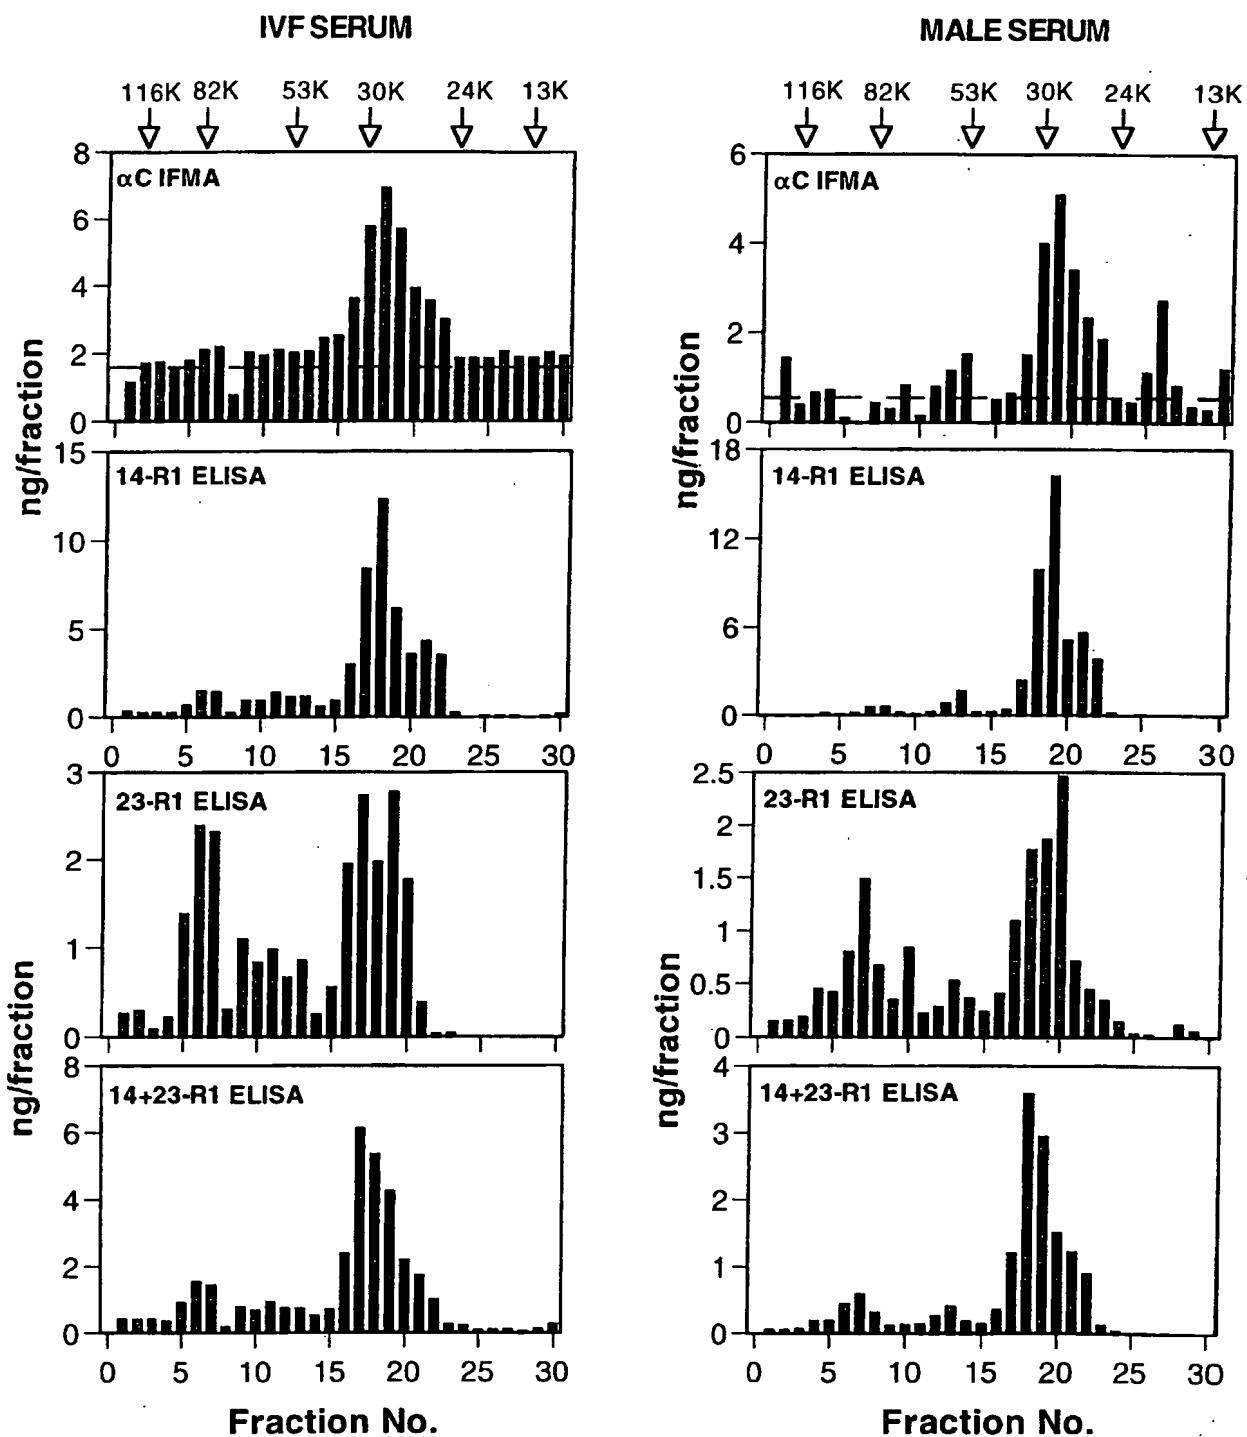 IVF SERUM
MALE SERUM
116K 82K 53K 30K 24K 13K
116K 82K 53K 30K 24K 13K
αC IFMA
8
6
4
2
0
αC IFMA
6
4
2
0
ng/fraction
ng/fraction
14-R1 ELISA
15
10
5
0
0 5 10 15 20 25 30
14-R1 ELISA
18
12
6
0
0 5 10 15 20 25 30
23-R1 ELISA
3
2
1
0
23-R1 ELISA
2.5
2
1.5
1
0.5
0
ng/fraction
ng/fraction
14+23-R1 ELISA
8
6
4
2
0
0 5 10 15 20 25 30
14+23-R1 ELISA
4
3
2
1
0
0 5 10 15 20 25 30
Fraction No.
Fraction No.